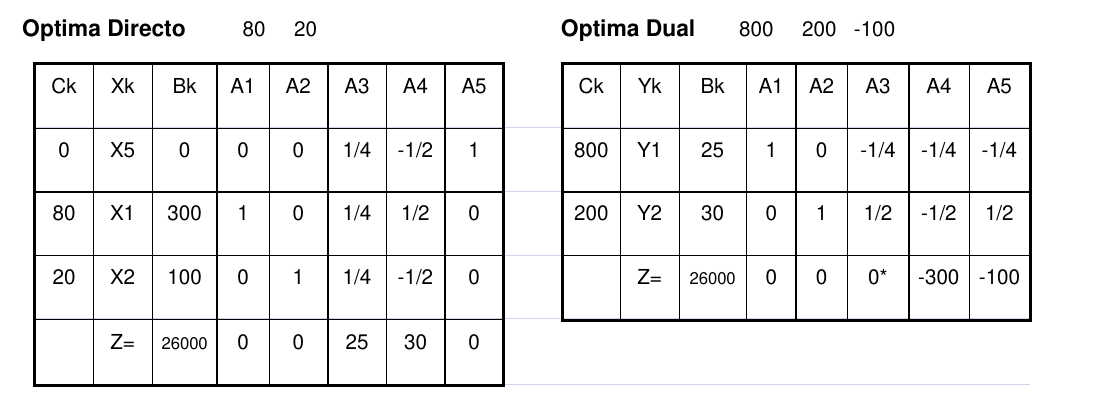 Optima Directo 80 20
Ck Xk Bk A1 A2 A3 A4 A5
0 X5 0 0 0 1/4 -1/2 1
80 X1 300 1 0 1/4 1/2 0
20 X2 100 0 1 1/4 -1/2 0
Z= 26000 0 0 25 30 0
Optima Dual 800 200 -100
Ck Yk Bk A1 A2 A3 A4 A5
800 Y1 25 1 0 -1/4 -1/4 -1/4
200 Y2 30 0 1 1/2 -1/2 1/2
Z= 26000 0 0 0* -300 -100